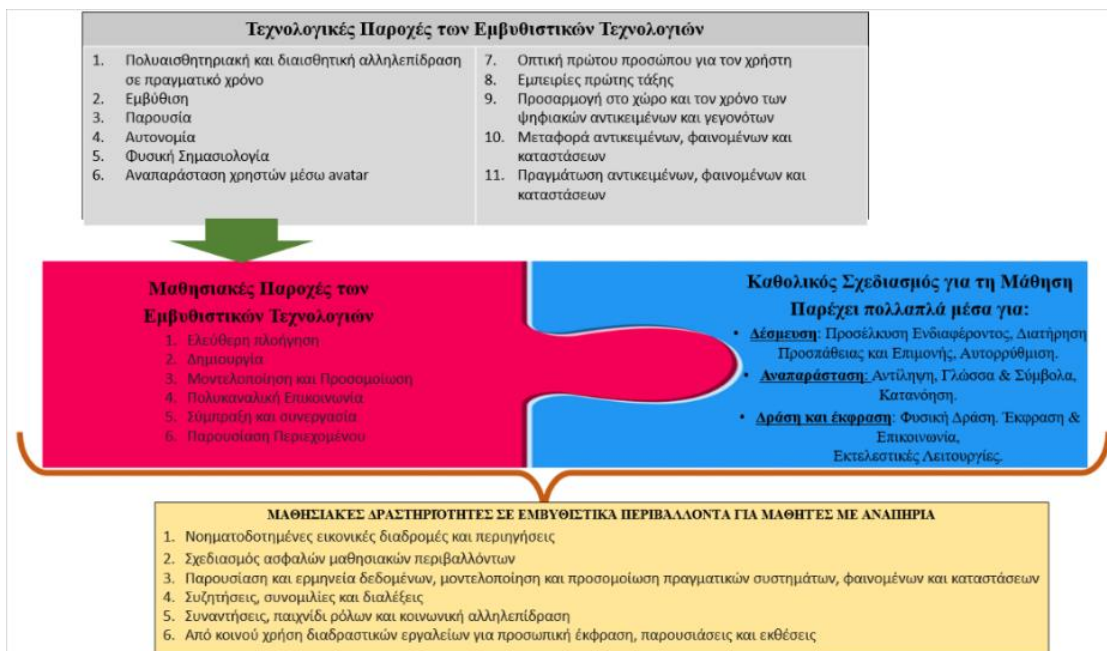 Τεχνολογικές Παροχές των Εμβυθιστικών Τεχνολογιών
1. Πολυαισθητηριακή και διαισθητική αλληλεπίδραση
σε πραγματικό χρόνο
2. Εμβύθιση
3. Παρουσία
4. Αυτονομία
5. Φυσική Σημασιολογία
6. Αναπαράσταση χρηστών μέσω avatar
7. Οπτική πρώτου προσώπου για τον χρήστη
8. Εμπειρίες πρώτης τάξης
9. Προσαρμογή στο χώρο και τον χρόνο των
ψηφιακών αντικειμένων και γεγονότων
10. Μεταφορά αντικειμένων, φαινομένων και
καταστάσεων
11. Πραγμάτωση αντικειμένων, φαινομένων και
καταστάσεων
Μαθησιακές Παροχές των
Εμβυθιστικών Τεχνολογιών
1. Ελεύθερη πλοήγηση
2. Δημιουργία
3. Μοντελοποίηση και Προσομοίωση
4. Πολυκαναλική Επικοινωνία
5. Σύμπραξη και συνεργασία
6. Παρουσίαση Περιεχομένου
Καθολικός Σχεδιασμός για τη Μάθηση
Παρέχει πολλαπλά μέσα για:
• Δέσμευση: Προσέλκυση Ενδιαφέροντος, Διατήρηση
Προσπάθειας και Επιμονής, Αυτορρύθμιση.
• Αναπαράσταση: Αντίληψη, Γλώσσα & Σύμβολα,
Κατανόηση.
• Δράση και έκφραση: Φυσική Δράση. Έκφραση &
Επικοινωνία,
Εκτελεστικές Λειτουργίες.
ΜΑΘΗΣΙΑΚΈΣ ΔΡΑΣΤΗΡΙΌΤΗΤΕΣ ΣΕ ΕΜΒΥΘΙΣΤΙΚΆ ΠΕΡΙΒΆΛΛΟΝΤΑ ΓΙΑ ΜΑΘΗΤΈΣ ΜΕ ΑΝΑΠΗΡΊΑ
1. Νοηματοδοτημένες εικονικές διαδρομές και περιηγήσεις
2. Σχεδιασμός ασφαλών μαθησιακών περιβαλλόντων
3. Παρουσίαση και ερμηνεία δεδομένων, μοντελοποίηση και προσομοίωση πραγματικών συστημάτων, φαινομένων και καταστάσεων
4. Συζητήσεις, συνομιλίες και διαλέξεις
5. Συναντήσεις, παιχνίδι ρόλων και κοινωνική αλληλεπίδραση
6. Από κοινού χρήση διαδραστικών εργαλείων για προσωπική έκφραση, παρουσιάσεις και εκθέσεις